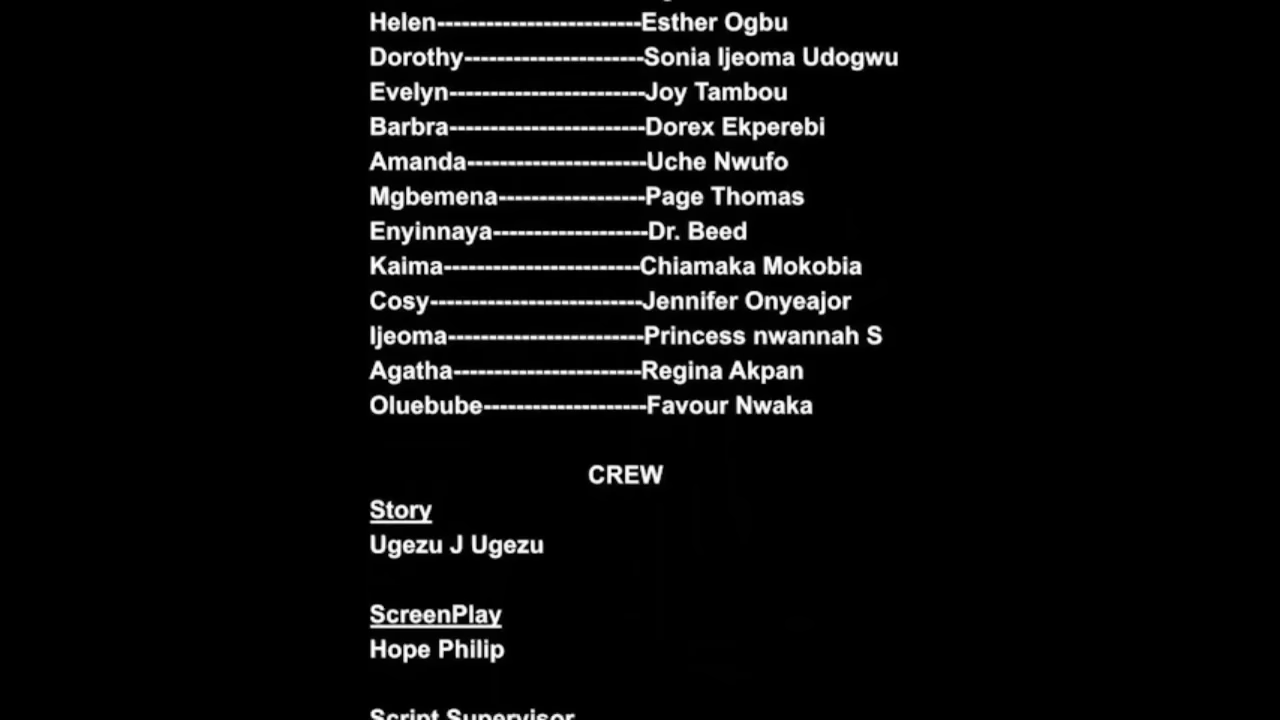 Helen-------------------------Esther Ogbu
Dorothy----------------------Sonia Ijeoma Udogwu
Evelyn------------------------Joy Tambou
Barbra------------------------Dorex Ekperebi
Amanda----------------------Uche Nwufo
Mgbemena------------------Page Thomas
Enyinnaya-------------------Dr. Beed
Kaima------------------------Chiamaka Mokobia
Cosy--------------------------Jennifer Onyeajor
Ijeoma------------------------Princess nwannah S
Agatha-----------------------Regina Akpan
Oluebube--------------------Favour Nwaka
CREW
Story
Ugezu J Ugezu
ScreenPlay
Hope Philip
Script Supervisor